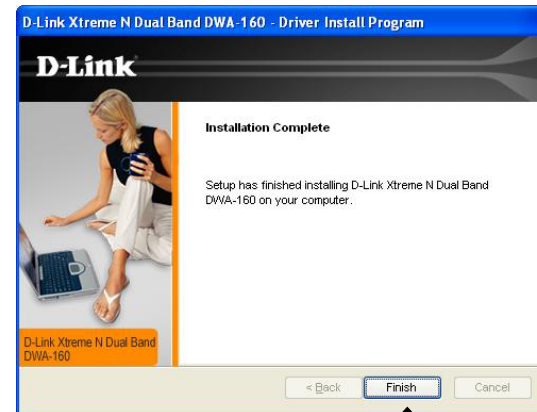 D-Link Xtreme N Dual Band DWA-160 - Driver Install Program
D-Link
Installation Complete
Setup has finished installing D-Link Xtreme N Dual Band
DWA-160 on your computer.
D-Link Xtreme N Dual Band
DWA-160
< Back
Finish
Cancel